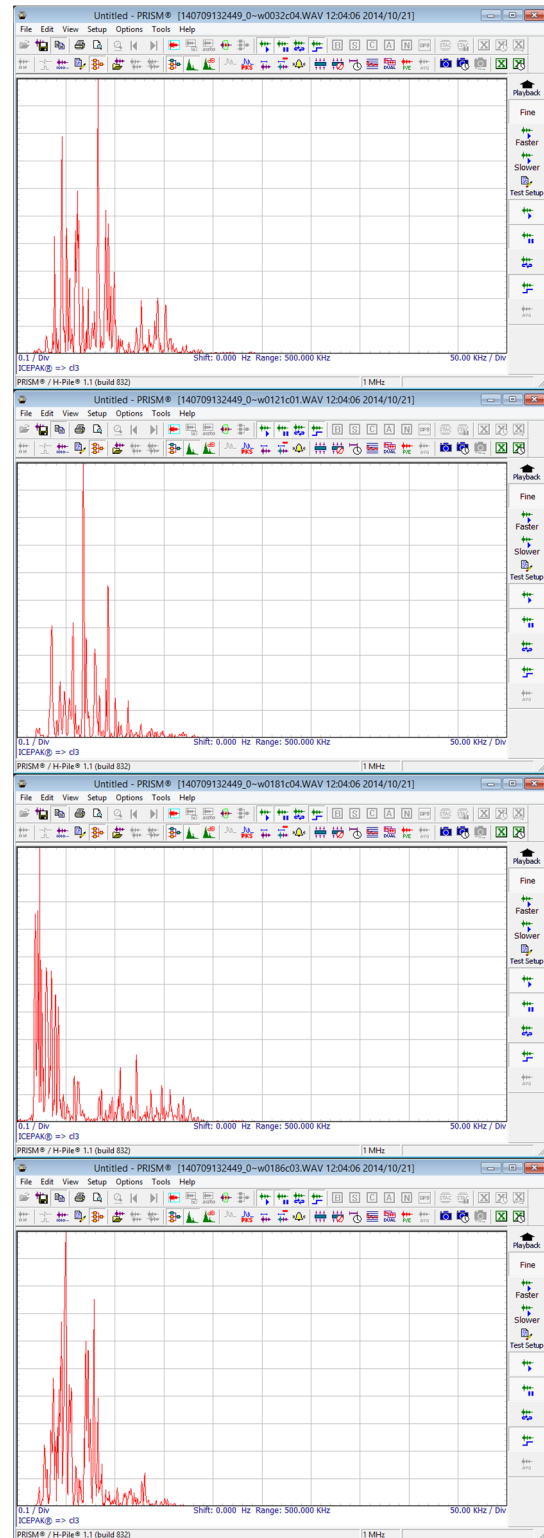 Untitled - PRISM® [140709132449_0~w0032c04.WAV 12:04:06 2014/10/21]
File Edit View Setup Options Tools Help
Playback
Fine
Faster
Slower
Test Setup
0.1 / Div Shift: 0.000 Hz Range: 500.000 KHz 50.00 KHz / Div
ICEPAK® => cl3
PRISM® / H-Pile® 1.1 (build 832) 1 MHz
Untitled - PRISM® [140709132449_0~w0121c01.WAV 12:04:06 2014/10/21]
File Edit View Setup Options Tools Help
Playback
Fine
Faster
Slower
Test Setup
0.1 / Div Shift: 0.000 Hz Range: 500.000 KHz 50.00 KHz / Div
ICEPAK® => cl3
PRISM® / H-Pile® 1.1 (build 832) 1 MHz
Untitled - PRISM® [140709132449_0~w0181c04.WAV 12:04:06 2014/10/21]
File Edit View Setup Options Tools Help
Playback
Fine
Faster
Slower
Test Setup
0.1 / Div Shift: 0.000 Hz Range: 500.000 KHz 50.00 KHz / Div
ICEPAK® => cl3
PRISM® / H-Pile® 1.1 (build 832) 1 MHz
Untitled - PRISM® [140709132449_0~w0186c03.WAV 12:04:06 2014/10/21]
File Edit View Setup Options Tools Help
Playback
Fine
Faster
Slower
Test Setup
0.1 / Div Shift: 0.000 Hz Range: 500.000 KHz 50.00 KHz / Div
ICEPAK® => cl3
PRISM® / H-Pile® 1.1 (build 832) 1 MHz